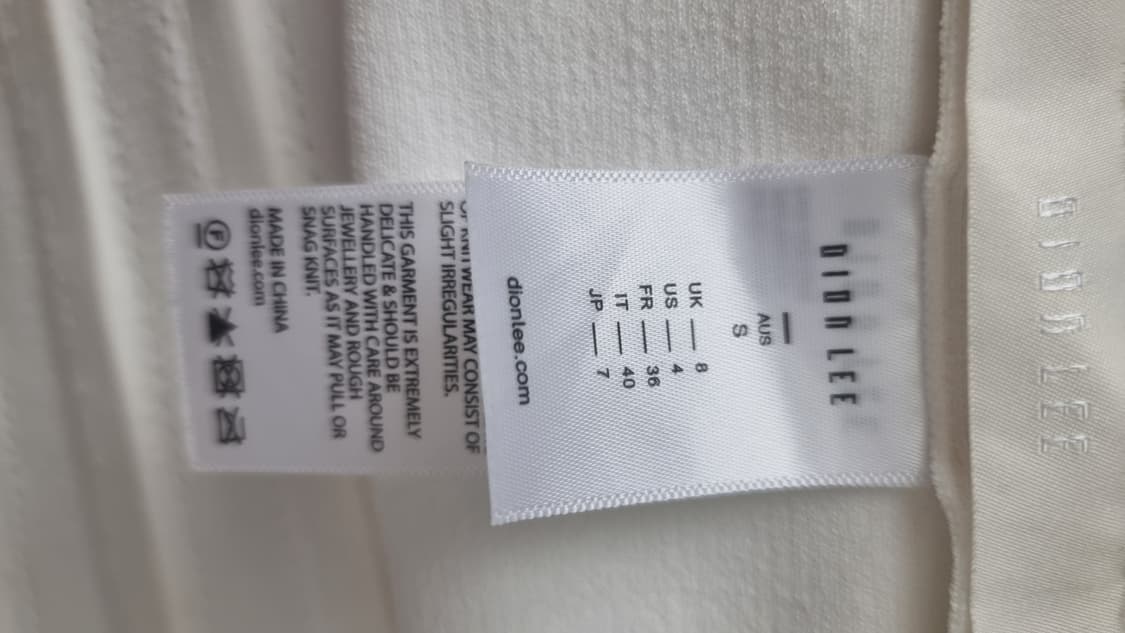 DION LEE
DION LEE
AUS
S
UK — 8
US — 4
FR — 36
IT — 40
JP — 7
dionlee.com
OF KNITWEAR MAY CONSIST OF
SLIGHT IRREGULARITIES.
THIS GARMENT IS EXTREMELY
DELICATE & SHOULD BE
HANDLED WITH CARE AROUND
JEWELLERY AND ROUGH
SURFACES AS IT MAY PULL OR
SNAG KNIT.
MADE IN CHINA
dionlee.com
F